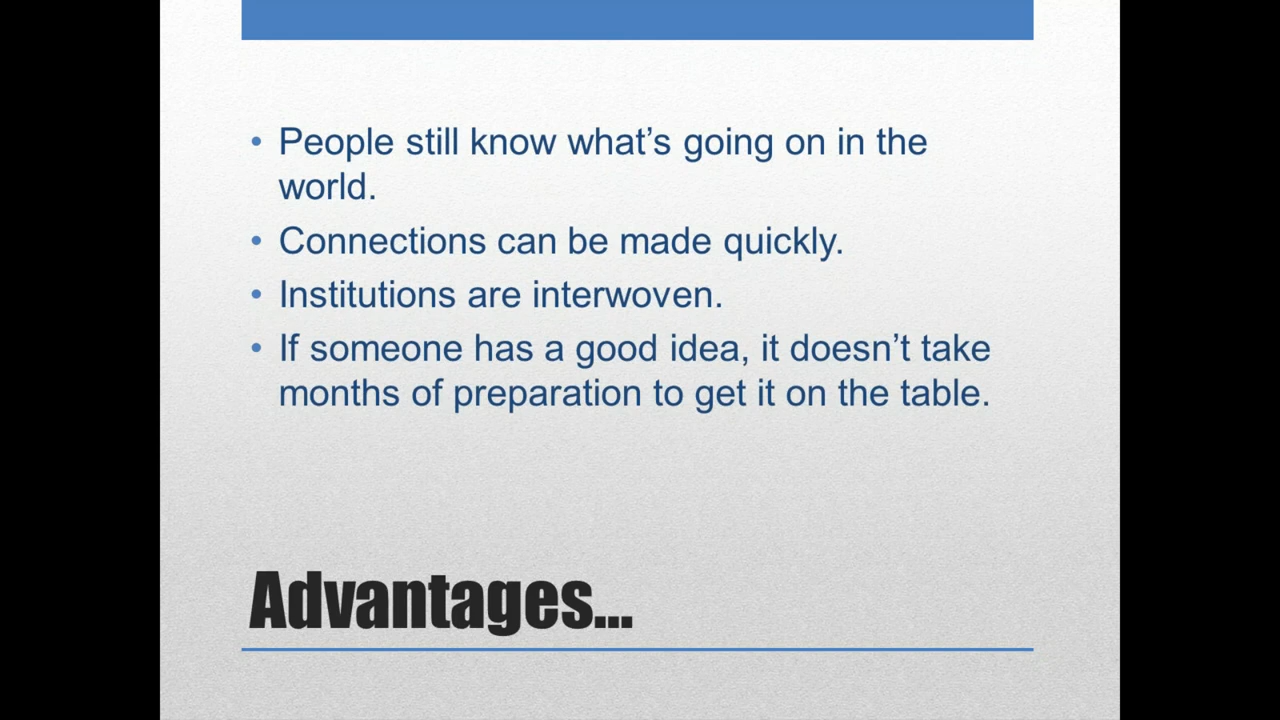 • People still know what’s going on in the
world.
• Connections can be made quickly.
• Institutions are interwoven.
• If someone has a good idea, it doesn’t take
months of preparation to get it on the table.
Advantages...